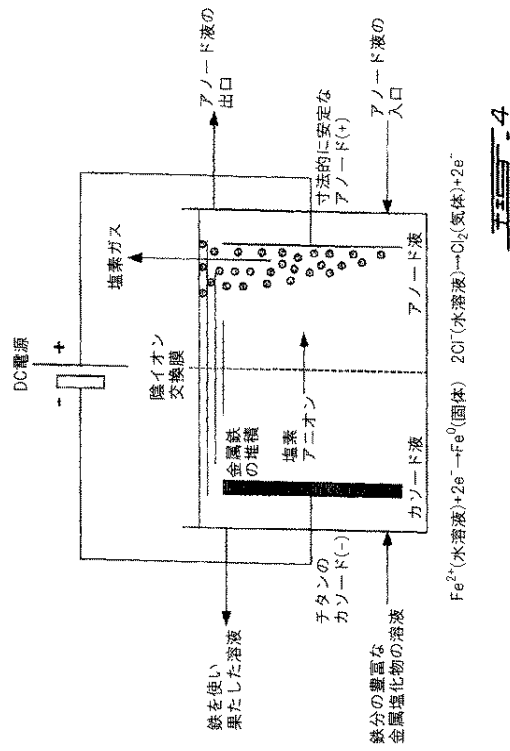 DC電源
- +
塩素ガス
アノード液の
出口
陰イオン
交換膜
鉄を使い
果たした溶液
金属鉄
の堆積
塩素
アニオン
チタンの
カソード(-)
寸法的に安定な
アノード(+)
カソード液
アノード液
鉄分の豊富な
金属塩化物の溶液
アノード液の
入口
Fe²⁺(水溶液)+2e⁻→Fe⁰(固体) 2Cl⁻(水溶液)→Cl₂(気体)+2e⁻
FIG-4